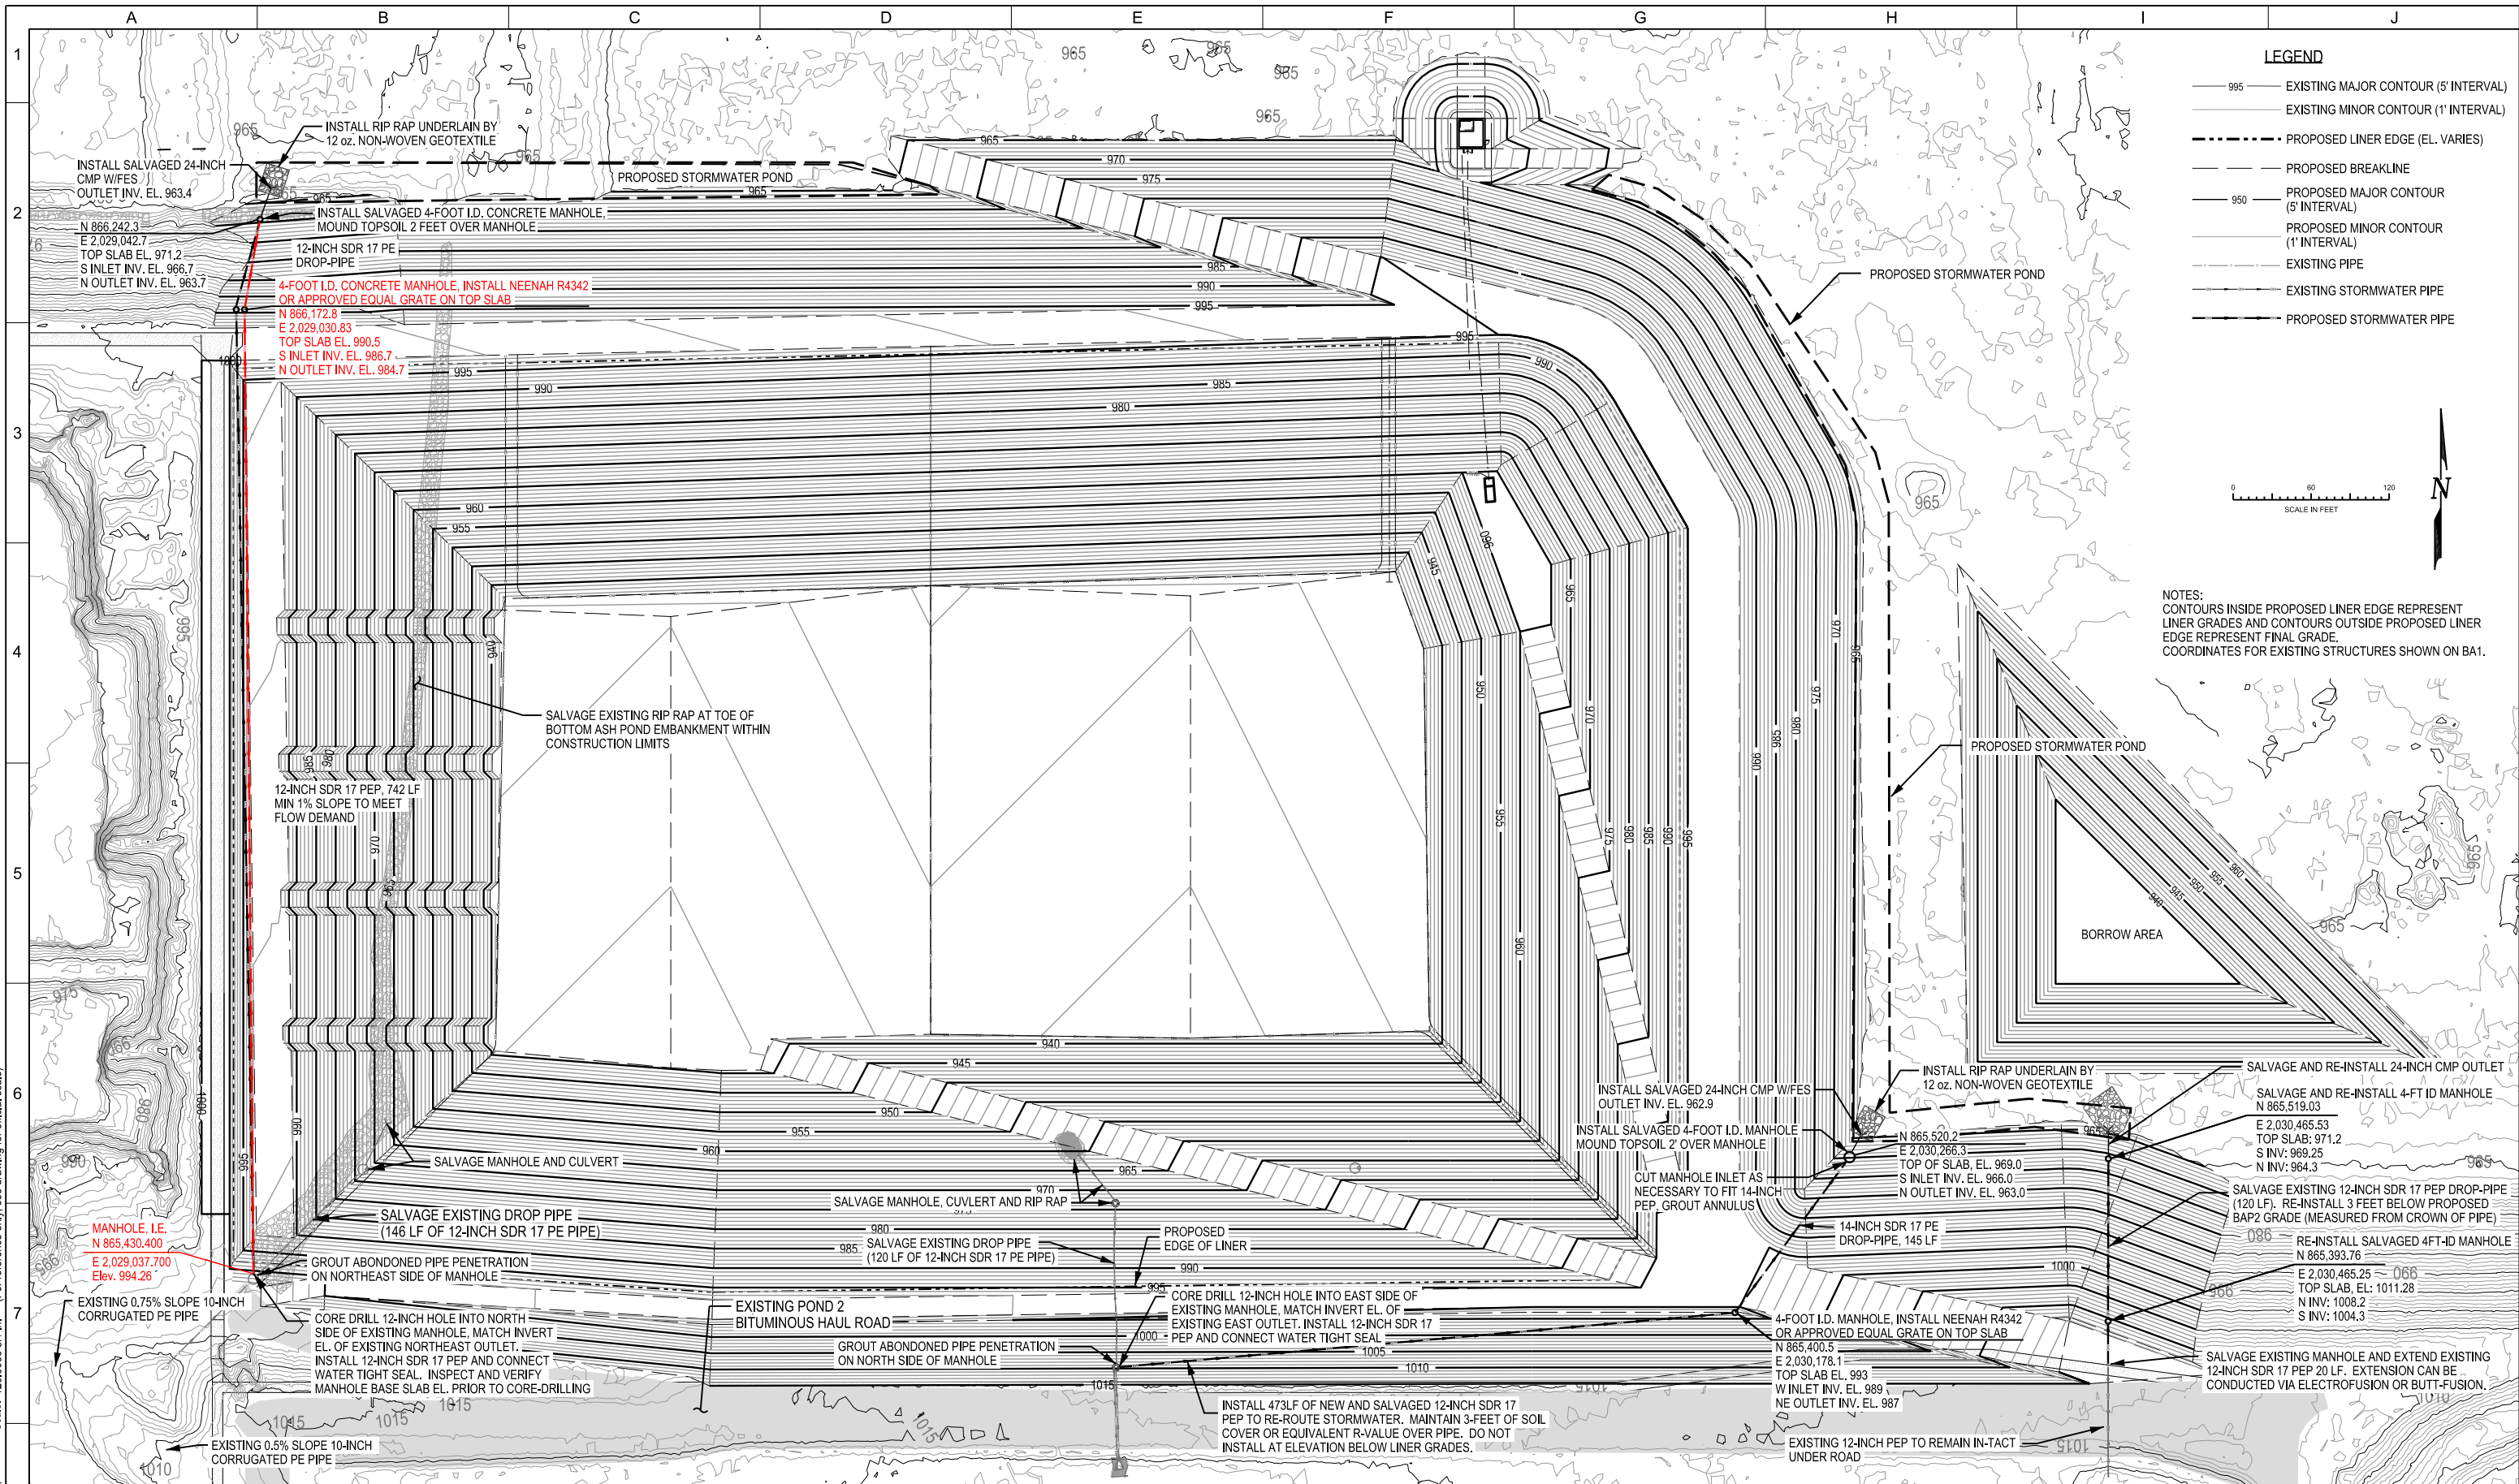 A B C D E F G H I J
1
2
3
4
5
6
7
LEGEND
995 EXISTING MAJOR CONTOUR (5' INTERVAL)
EXISTING MINOR CONTOUR (1' INTERVAL)
PROPOSED LINER EDGE (EL. VARIES)
PROPOSED BREAKLINE
950 PROPOSED MAJOR CONTOUR
(5' INTERVAL)
PROPOSED MINOR CONTOUR
(1' INTERVAL)
EXISTING PIPE
EXISTING STORMWATER PIPE
PROPOSED STORMWATER PIPE
0 60 120
SCALE IN FEET
N
NOTES:
CONTOURS INSIDE PROPOSED LINER EDGE REPRESENT
LINER GRADES AND CONTOURS OUTSIDE PROPOSED LINER
EDGE REPRESENT FINAL GRADE.
COORDINATES FOR EXISTING STRUCTURES SHOWN ON BA1.
INSTALL RIP RAP UNDERLAIN BY
12 oz. NON-WOVEN GEOTEXTILE
INSTALL SALVAGED 24-INCH
CMP W/FES
OUTLET INV. EL. 963.4
PROPOSED STORMWATER POND
INSTALL SALVAGED 4-FOOT I.D. CONCRETE MANHOLE,
MOUND TOPSOIL 2 FEET OVER MANHOLE
N 866,242.3
E 2,029,042.7
TOP SLAB EL. 971.2
S INLET INV. EL. 966.7
N OUTLET INV. EL. 963.7
12-INCH SDR 17 PE
DROP-PIPE
4-FOOT I.D. CONCRETE MANHOLE, INSTALL NEENAH R4342
OR APPROVED EQUAL GRATE ON TOP SLAB
N 866,172.8
E 2,029,030.83
TOP SLAB EL. 990.5
S INLET INV. EL. 986.7
N OUTLET INV. EL. 984.7
PROPOSED STORMWATER POND
SALVAGE EXISTING RIP RAP AT TOE OF
BOTTOM ASH POND EMBANKMENT WITHIN
CONSTRUCTION LIMITS
12-INCH SDR 17 PEP, 742 LF
MIN 1% SLOPE TO MEET
FLOW DEMAND
PROPOSED STORMWATER POND
BORROW AREA
SALVAGE MANHOLE AND CULVERT
SALVAGE EXISTING DROP PIPE
(146 LF OF 12-INCH SDR 17 PE PIPE)
MANHOLE, I.E.
N 865,430.400
E 2,029,037.700
Elev. 994.26
GROUT ABONDONED PIPE PENETRATION
ON NORTHEAST SIDE OF MANHOLE
EXISTING 0.75% SLOPE 10-INCH
CORRUGATED PE PIPE
CORE DRILL 12-INCH HOLE INTO NORTH
SIDE OF EXISTING MANHOLE, MATCH INVERT
EL. OF EXISTING NORTHEAST OUTLET.
INSTALL 12-INCH SDR 17 PEP AND CONNECT
WATER TIGHT SEAL. INSPECT AND VERIFY
MANHOLE BASE SLAB EL. PRIOR TO CORE-DRILLING
EXISTING 0.5% SLOPE 10-INCH
CORRUGATED PE PIPE
EXISTING POND 2
BITUMINOUS HAUL ROAD
SALVAGE MANHOLE, CUVLERT AND RIP RAP
SALVAGE EXISTING DROP PIPE
(120 LF OF 12-INCH SDR 17 PE PIPE)
PROPOSED
EDGE OF LINER
GROUT ABONDONED PIPE PENETRATION
ON NORTH SIDE OF MANHOLE
CORE DRILL 12-INCH HOLE INTO EAST SIDE OF
EXISTING MANHOLE, MATCH INVERT EL. OF
EXISTING EAST OUTLET. INSTALL 12-INCH SDR 17
PEP AND CONNECT WATER TIGHT SEAL
INSTALL 473LF OF NEW AND SALVAGED 12-INCH SDR 17
PEP TO RE-ROUTE STORMWATER. MAINTAIN 3-FEET OF SOIL
COVER OR EQUIVALENT R-VALUE OVER PIPE. DO NOT
INSTALL AT ELEVATION BELOW LINER GRADES.
INSTALL RIP RAP UNDERLAIN BY
12 oz. NON-WOVEN GEOTEXTILE
INSTALL SALVAGED 24-INCH CMP W/FES
OUTLET INV. EL. 962.9
INSTALL SALVAGED 4-FOOT I.D. MANHOLE
MOUND TOPSOIL 2' OVER MANHOLE
CUT MANHOLE INLET AS
NECESSARY TO FIT 14-INCH
PEP, GROUT ANNULUS
N 865,520.2
E 2,030,266.3
TOP OF SLAB, EL. 969.0
S INLET INV. EL. 966.0
N OUTLET INV. EL. 963.0
14-INCH SDR 17 PE
DROP-PIPE, 145 LF
4-FOOT I.D. MANHOLE, INSTALL NEENAH R4342
OR APPROVED EQUAL GRATE ON TOP SLAB
N 865,400.5
E 2,030,178.1
TOP SLAB EL. 993
W INLET INV. EL. 989
NE OUTLET INV. EL. 987
EXISTING 12-INCH PEP TO REMAIN IN-TACT
UNDER ROAD
SALVAGE AND RE-INSTALL 24-INCH CMP OUTLET
SALVAGE AND RE-INSTALL 4-FT ID MANHOLE
N 865,519.03
E 2,030,465.53
TOP SLAB: 971.2
S INV: 969.25
N INV: 964.3
SALVAGE EXISTING 12-INCH SDR 17 PEP DROP-PIPE
(120 LF). RE-INSTALL 3 FEET BELOW PROPOSED
BAP2 GRADE (MEASURED FROM CROWN OF PIPE)
RE-INSTALL SALVAGED 4FT-ID MANHOLE
N 865,393.76
E 2,030,465.25
TOP SLAB, EL: 1011.28
N INV: 1008.2
S INV: 1004.3
SALVAGE EXISTING MANHOLE AND EXTEND EXISTING
12-INCH SDR 17 PEP 20 LF. EXTENSION CAN BE
CONDUCTED VIA ELECTROFUSION OR BUTT-FUSION.